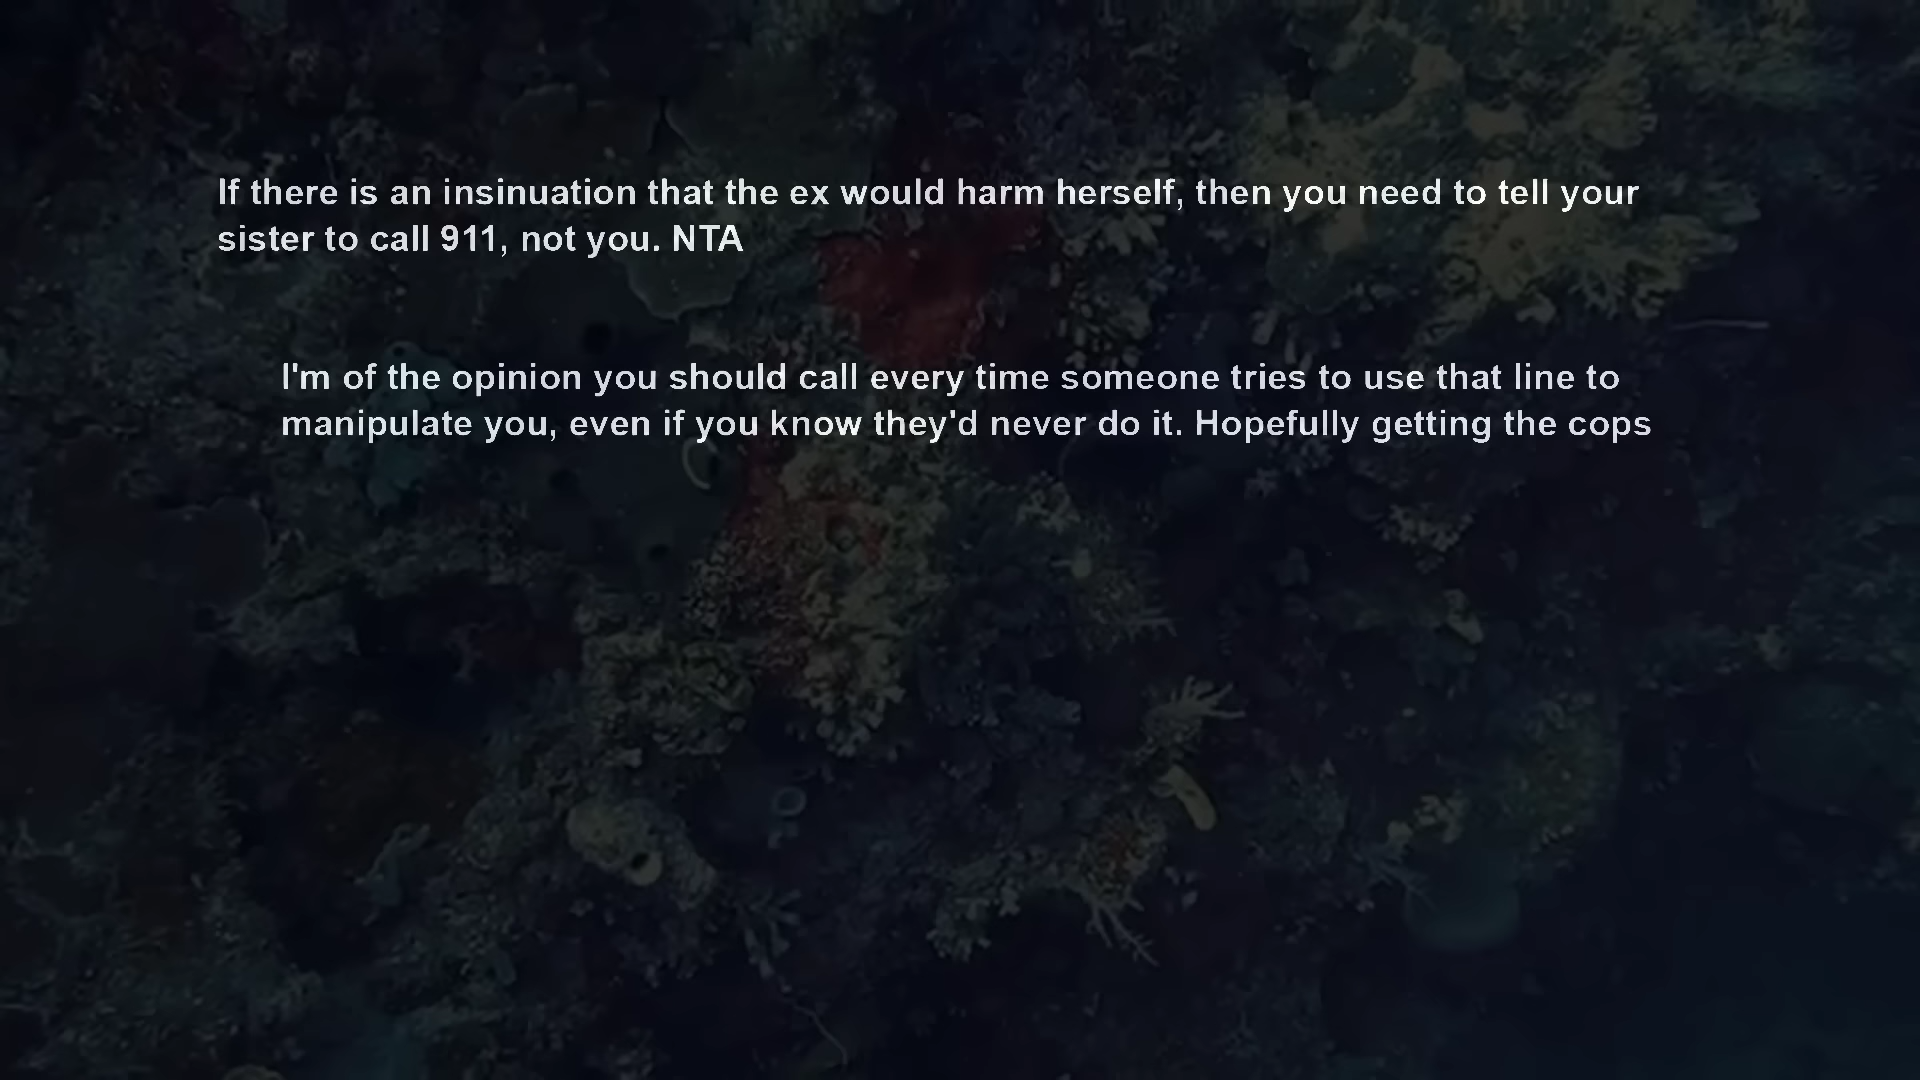 If there is an insinuation that the ex would harm herself, then you need to tell your
sister to call 911, not you. NTA
I'm of the opinion you should call every time someone tries to use that line to
manipulate you, even if you know they'd never do it. Hopefully getting the cops